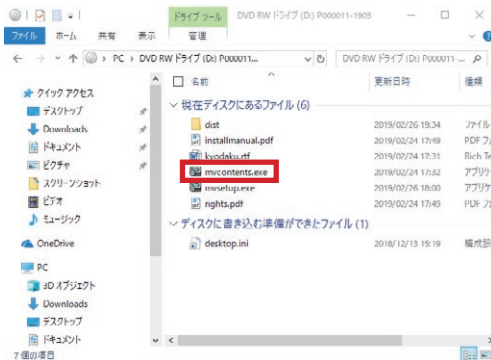 ドライブ ツール
DVD RW ドライブ (D:) P000011-1903
ファイル ホーム 共有 表示 管理
PC › DVD RW ドライブ (D:) P000011...
DVD RW ドライブ (D:) P000011 ...
名前 更新日時 種類
クイック アクセス
デスクトップ
Downloads
ドキュメント
ピクチャ
スクリーンショット
ビデオ
ミュージック
OneDrive
PC
3D オブジェクト
Downloads
デスクトップ
ドキュメント
現在ディスクにあるファイル (6)
dist 2019/02/26 19:34 ファイル
installmanual.pdf 2019/02/24 17:49 PDF フ
kyodaku.rtf 2019/02/24 17:31 Rich Te
mvcontents.exe 2019/02/24 17:32 アプリケ
mvsetup.exe 2019/02/26 18:00 アプリケ
rights.pdf 2019/02/24 17:49 PDF フ
ディスクに書き込む準備ができたファイル (1)
desktop.ini 2018/12/13 15:19 構成設
7 個の項目